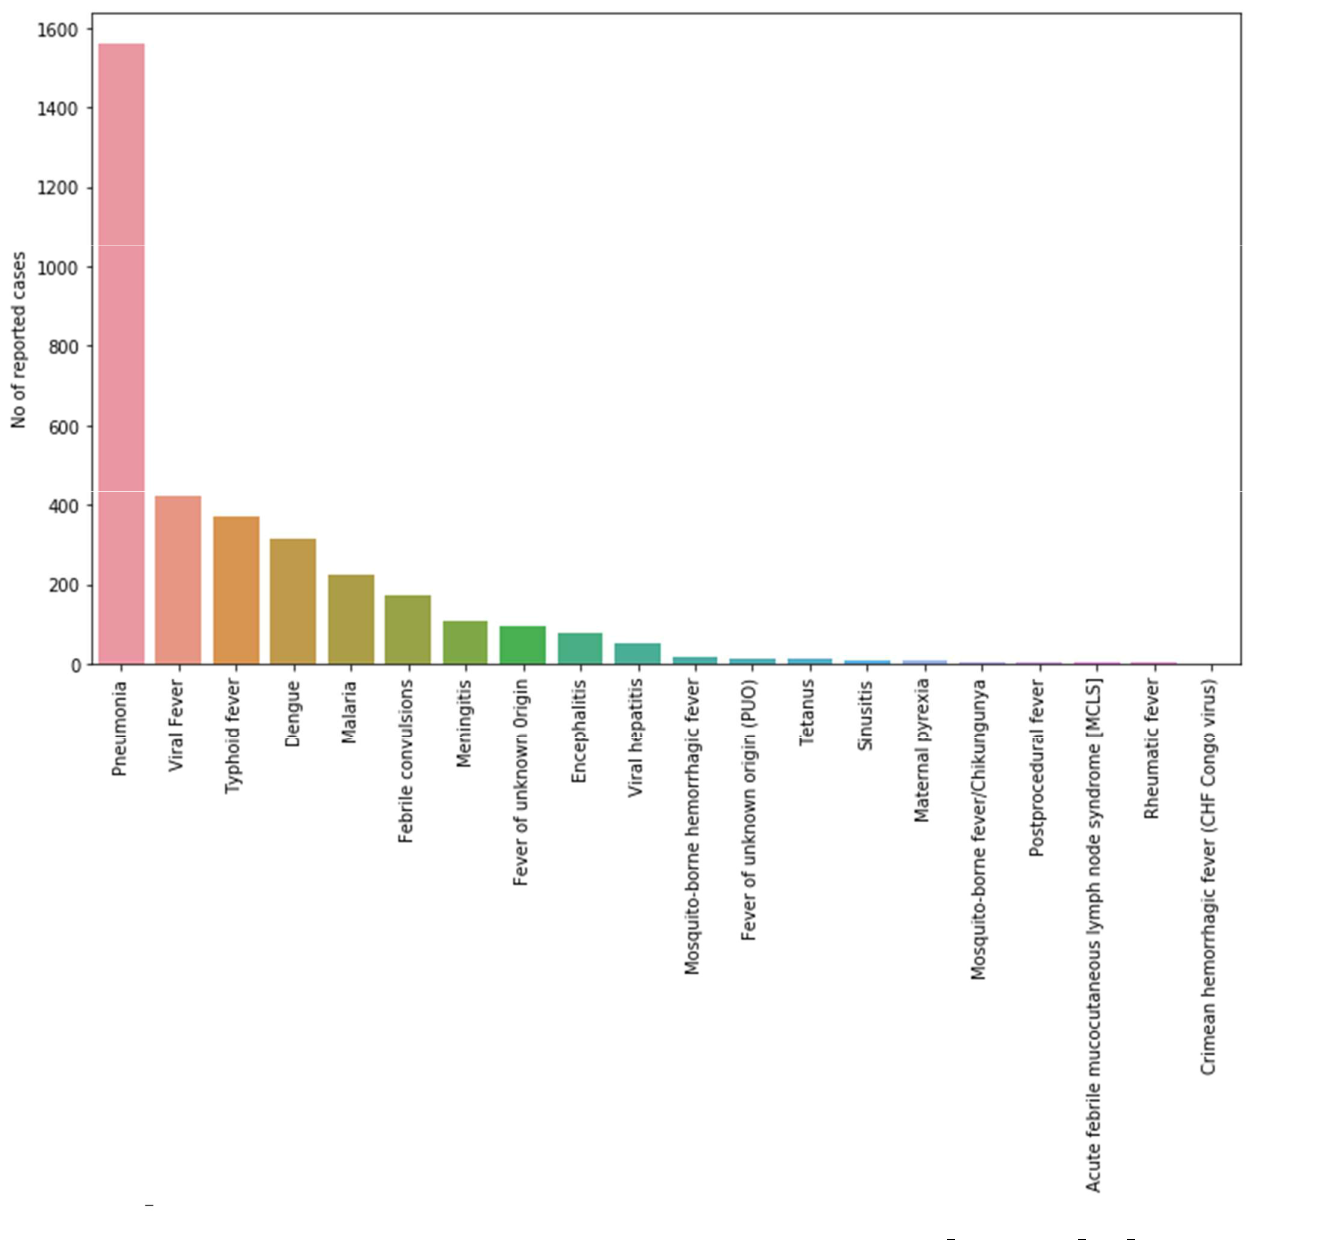 1600
1400
1200
1000
800
600
400
200
0
No of reported cases
Pneumonia
Viral Fever
Typhoid fever
Dengue
Malaria
Febrile convulsions
Meningitis
Fever of unknown 0rigin
Encephalitis
Viral hepatitis
Mosquito-borne hemorrhagic fever
Fever of unknown origin (PUO)
Tetanus
Sinusitis
Maternal pyrexia
Mosquito-borne fever/Chikungunya
Postprocedural fever
Acute febrile mucocutaneous lymph node syndrome [MCLS]
Rheumatic fever
Crimean hemorrhagic fever (CHF Congo virus)